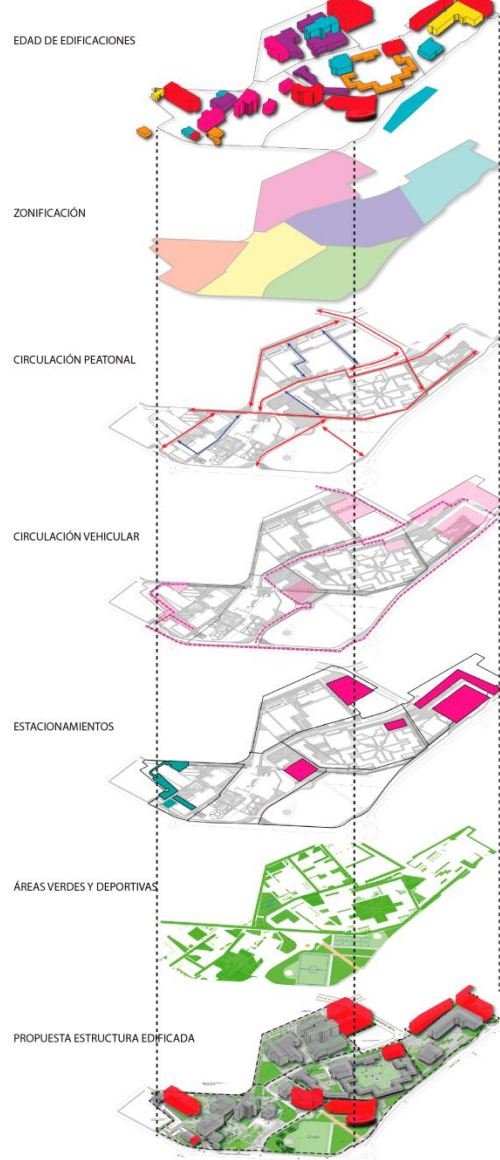 EDAD DE EDIFICACIONES
ZONIFICACIÓN
CIRCULACIÓN PEATONAL
CIRCULACIÓN VEHICULAR
ESTACIONAMIENTOS
ÁREAS VERDES Y DEPORTIVAS
PROPUESTA ESTRUCTURA EDIFICADA